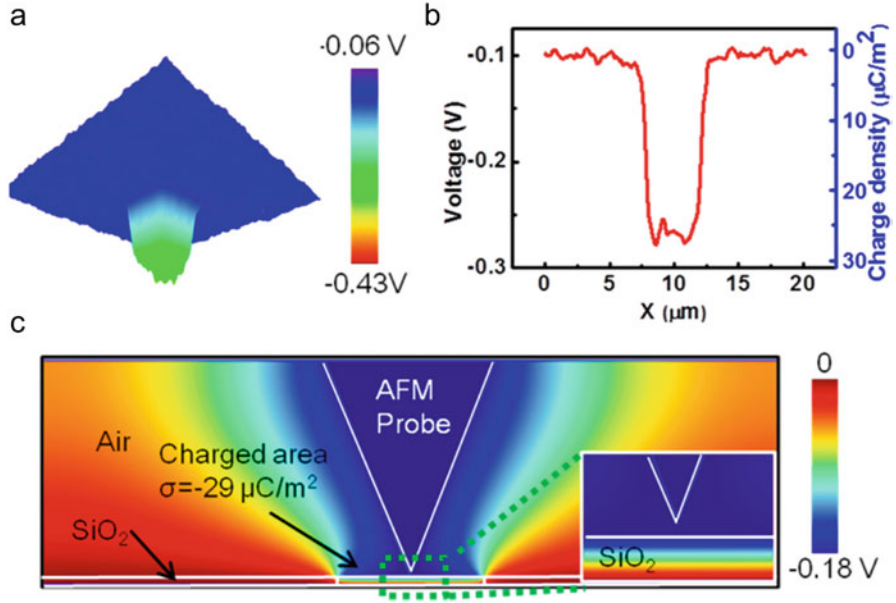 a
-0.06 V
-0.43V
b
-0.1
-0.2
-0.3
Voltage (V)
0
5
10
15
20
X (μm)
0
10
20
30
Charge density (μC/m²)
c
AFM
Probe
Air
Charged area
σ=-29 μC/m²
SiO₂
SiO₂
0
-0.18 V